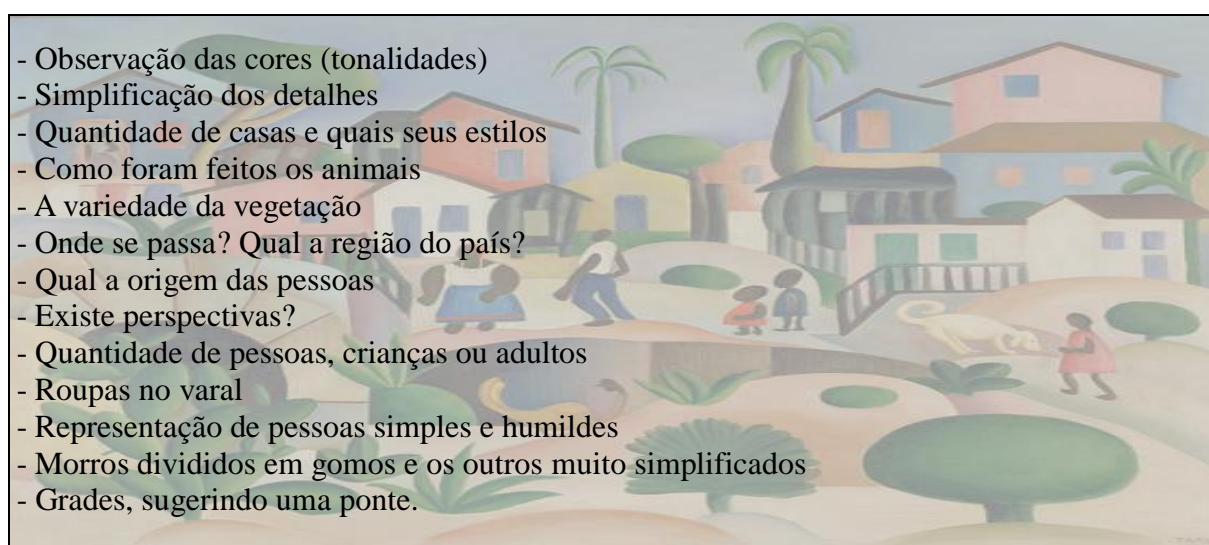 - Observação das cores (tonalidades)
- Simplificação dos detalhes
- Quantidade de casas e quais seus estilos
- Como foram feitos os animais
- A variedade da vegetação
- Onde se passa? Qual a região do país?
- Qual a origem das pessoas
- Existe perspectivas?
- Quantidade de pessoas, crianças ou adultos
- Roupas no varal
- Representação de pessoas simples e humildes
- Morros divididos em gomos e os outros muito simplificados
- Grades, sugerindo uma ponte.